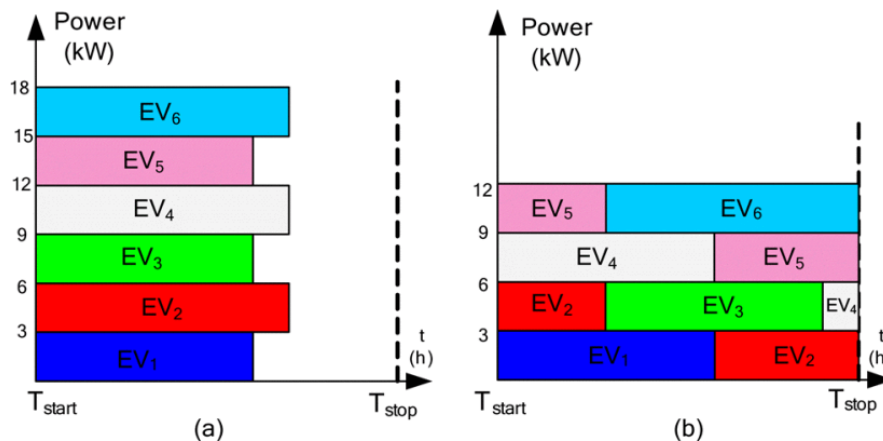 Power
(kW)
18
EV6
15
EV5
12
EV4
9
EV3
6
EV2
3
EV1
t
(h)
Tstart
Tstop
(a)
Power
(kW)
12
EV5
EV6
9
EV4
EV5
6
EV2
EV3
EV4
3
EV1
EV2
t
(h)
Tstart
Tstop
(b)